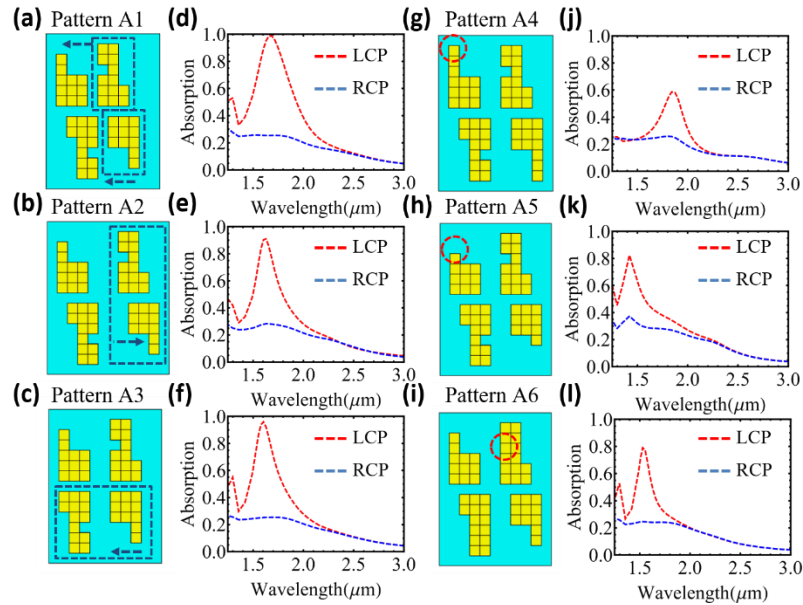 (a) Pattern A1
(d)
Absorption
1.0
0.8
0.6
0.4
0.2
0.0
LCP
RCP
1.5 2.0 2.5 3.0
Wavelength(μm)
(g) Pattern A4
(j)
Absorption
1.0
0.8
0.6
0.4
0.2
0.0
LCP
RCP
1.5 2.0 2.5 3.0
Wavelength(μm)
(b) Pattern A2
(e)
Absorption
1.0
0.8
0.6
0.4
0.2
0.0
LCP
RCP
1.5 2.0 2.5 3.0
Wavelength(μm)
(h) Pattern A5
(k)
Absorption
1.0
0.8
0.6
0.4
0.2
0.0
LCP
RCP
1.5 2.0 2.5 3.0
Wavelength(μm)
(c) Pattern A3
(f)
Absorption
1.0
0.8
0.6
0.4
0.2
0.0
LCP
RCP
1.5 2.0 2.5 3.0
Wavelength(μm)
(i) Pattern A6
(l)
Absorption
1.0
0.8
0.6
0.4
0.2
0.0
LCP
RCP
1.5 2.0 2.5 3.0
Wavelength(μm)